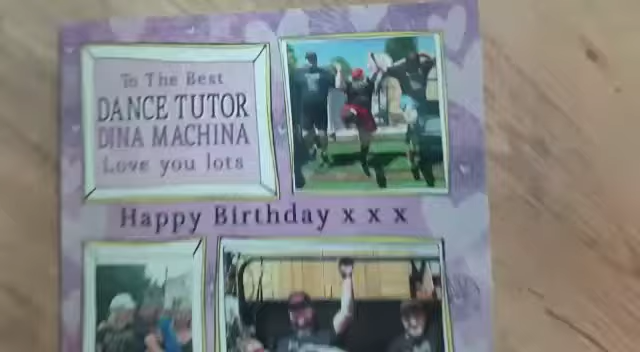 To The Best
DANCE TUTOR
DINA MACHINA
Love you lots
Happy Birthday x x x